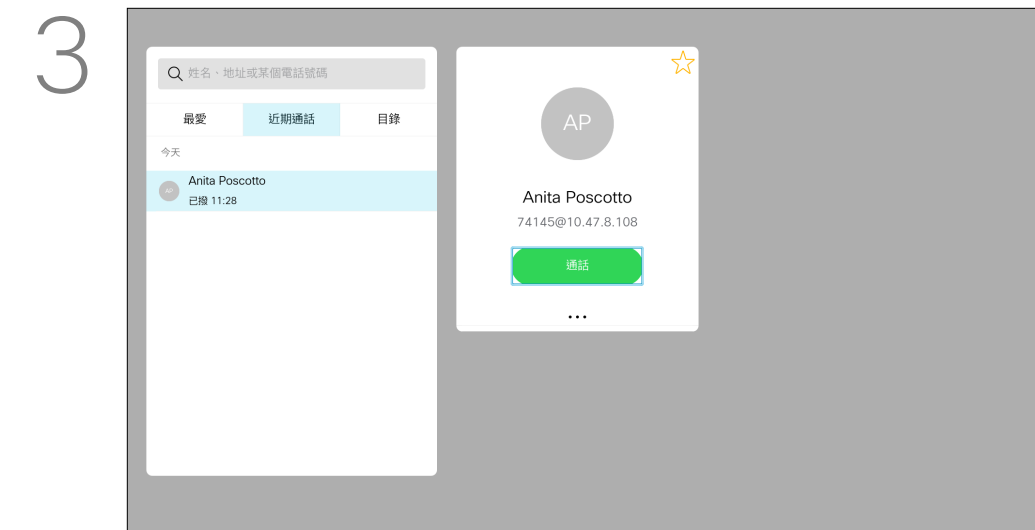 3
姓名、地址或某個電話號碼
最愛 近期通話 目錄
今天
AP
Anita Poscotto
已撥 11:28
AP
Anita Poscotto
74145@10.47.8.108
通話